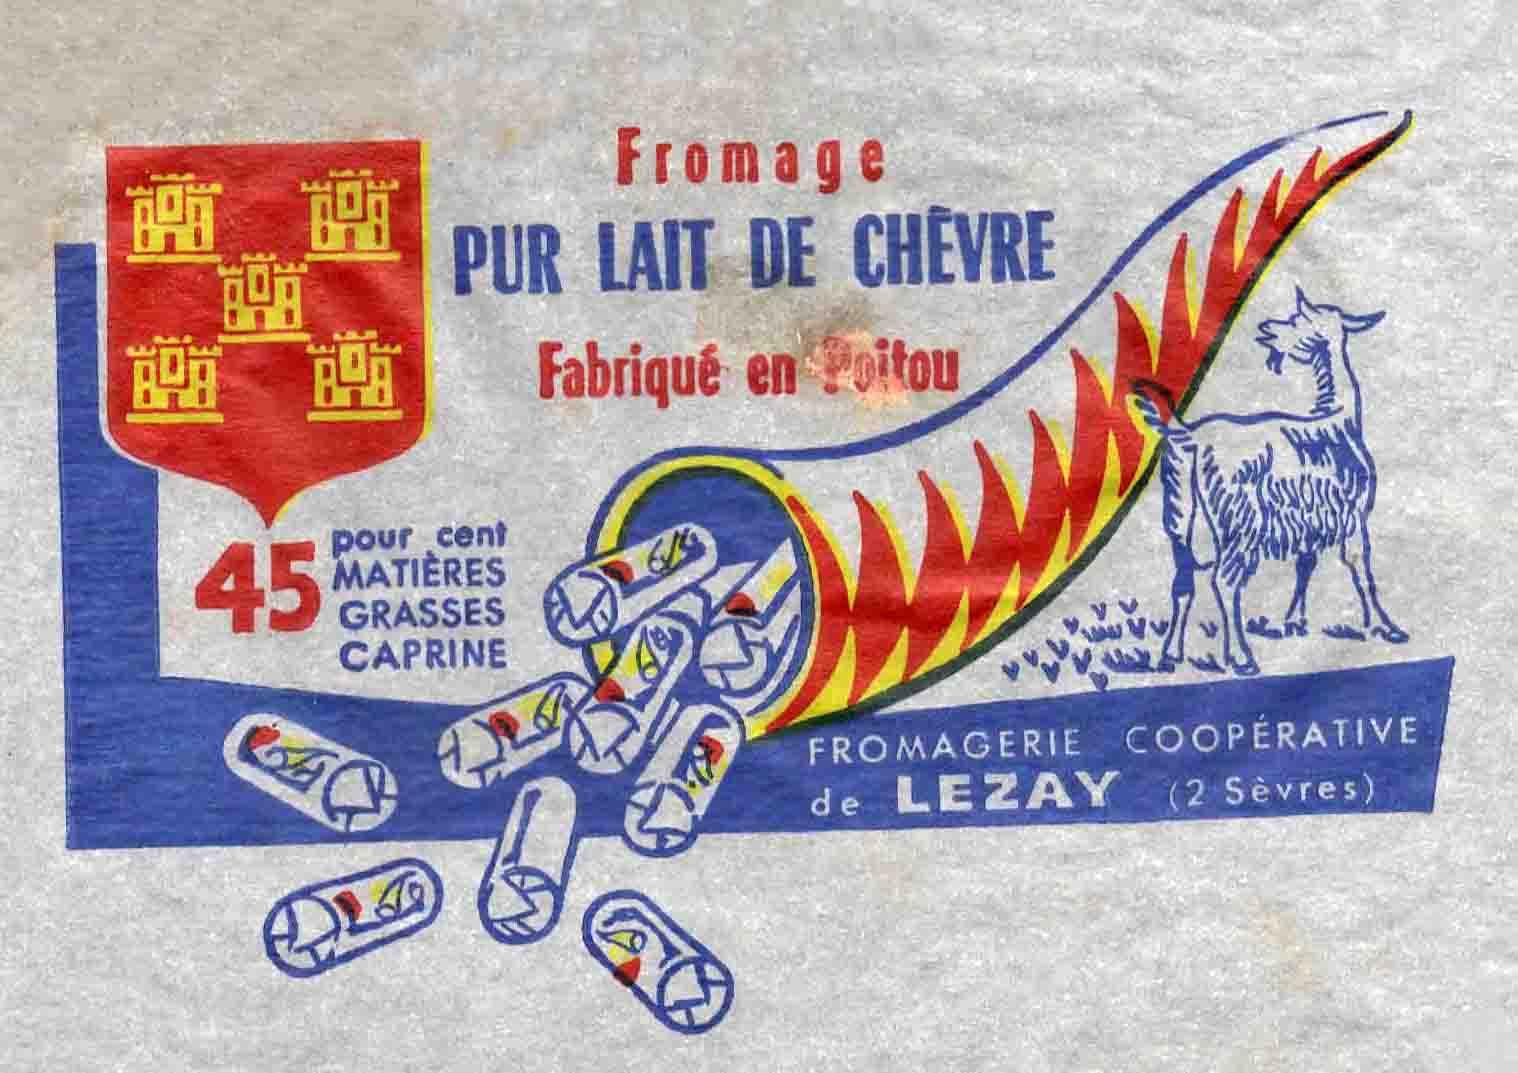 Fromage
PUR LAIT DE CHÈVRE
Fabriqué en Poitou
45 pour cent
MATIÈRES
GRASSES
CAPRINE
FROMAGERIE COOPÉRATIVE
de LEZAY (2 Sèvres)